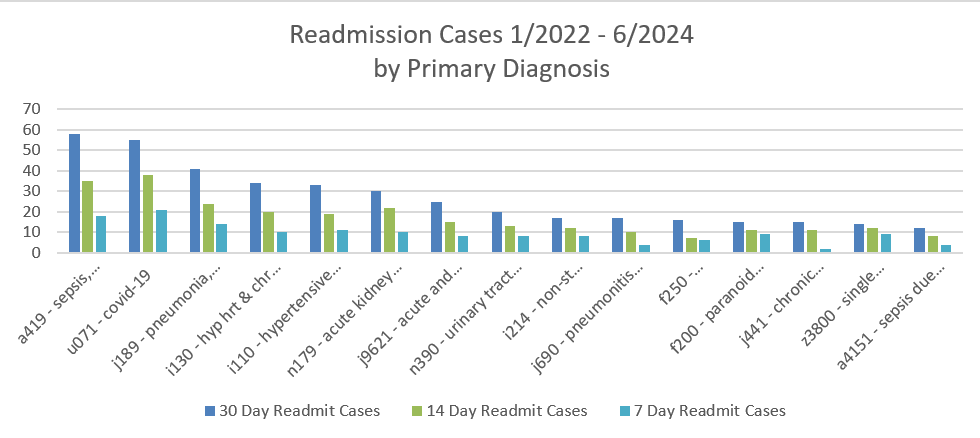 Readmission Cases 1/2022 - 6/2024
by Primary Diagnosis
70
60
50
40
30
20
10
0
a419 - sepsis,...
u071 - covid-19
j189 - pneumonia,...
i130 - hyp hrt & chr...
i110 - hypertensive...
n179 - acute kidney...
j9621 - acute and...
n390 - urinary tract...
i214 - non-st...
j690 - pneumonitis...
f250 -...
f200 - paranoid...
j441 - chronic...
z3800 - single...
a4151 - sepsis due...
30 Day Readmit Cases
14 Day Readmit Cases
7 Day Readmit Cases